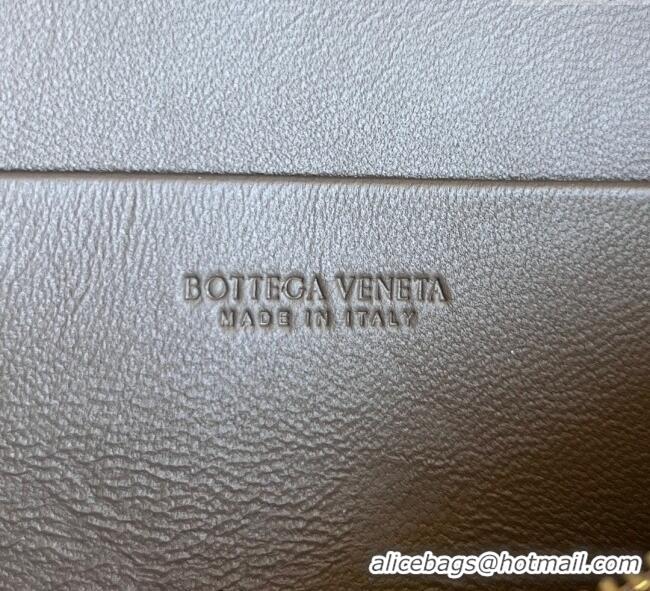 BOTTEGA VENETA
MADE IN ITALY
alicebags@hotmail.com